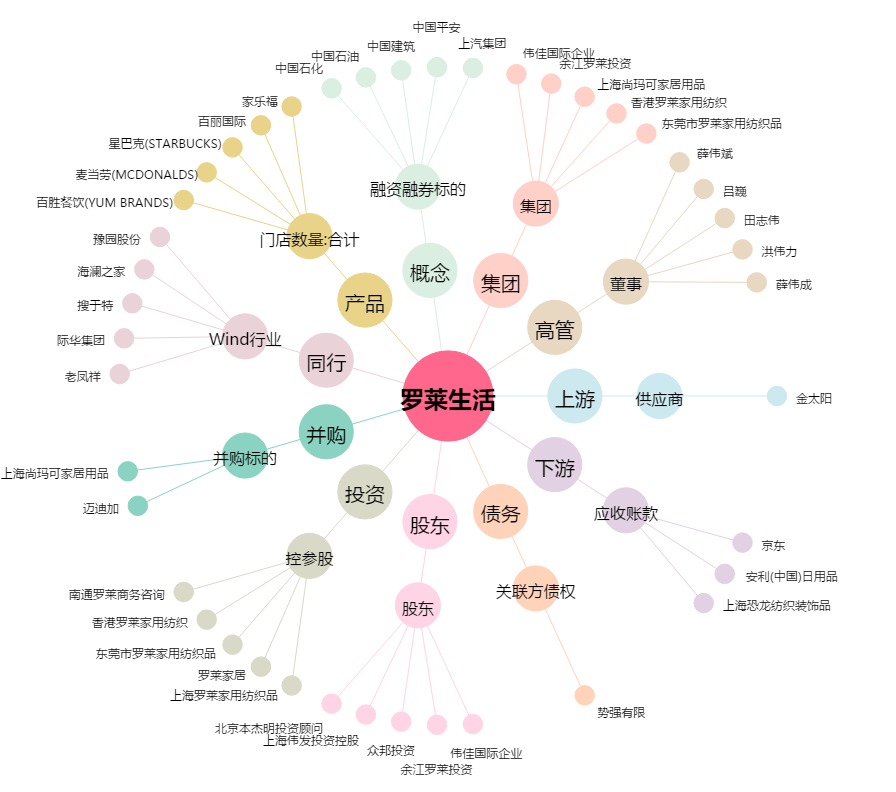 中国平安
上汽集团
中国建筑
中国石油
中国石化
伟佳国际企业
余江罗莱投资
上海尚玛可家居用品
香港罗莱家用纺织
东莞市罗莱家用纺织品
家乐福
百丽国际
星巴克(STARBUCKS)
麦当劳(MCDONALDS)
百胜餐饮(YUM BRANDS)
薛伟斌
吕巍
田志伟
洪伟力
薛伟成
融资融券标的
集团
门店数量:合计
董事
概念
集团
产品
高管
豫园股份
海澜之家
搜于特
际华集团
老凤祥
Wind行业
同行
罗莱生活
上游
供应商
金太阳
并购
并购标的
上海尚玛可家居用品
迈迪加
投资
股东
债务
下游
应收账款
京东
安利(中国)日用品
上海恐龙纺织装饰品
控参股
股东
关联方债权
南通罗莱商务咨询
香港罗莱家用纺织
东莞市罗莱家用纺织品
罗莱家居
上海罗莱家用纺织品
势强有限
北京本杰明投资顾问
上海伟发投资控股
众邦投资
余江罗莱投资
伟佳国际企业